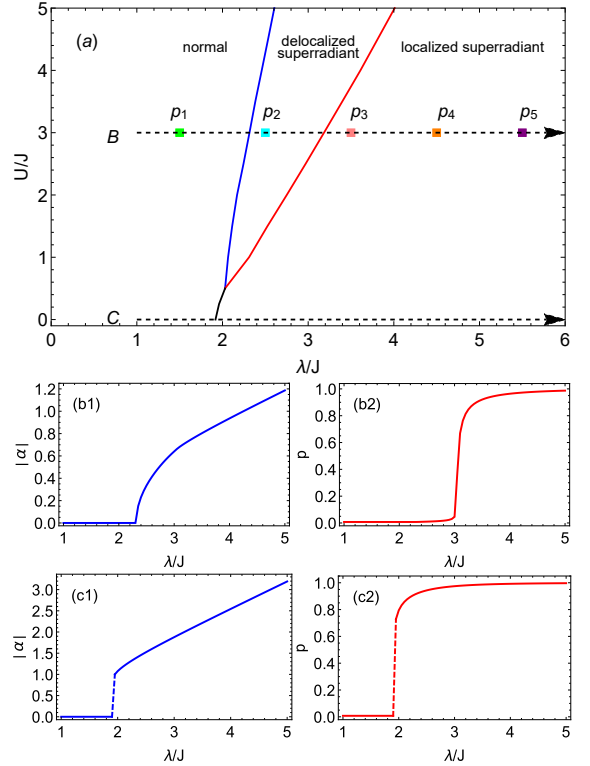 (a)
normal
delocalized
superradiant
localized superradiant
p1 p2 p3 p4 p5
B
C
U/J
5
4
3
2
1
0
0 1 2 3 4 5 6
λ/J
(b1)
|α|
1.2
1.0
0.8
0.6
0.4
0.2
0.0
1 2 3 4 5
λ/J
(b2)
p
1.0
0.8
0.6
0.4
0.2
0.0
1 2 3 4 5
λ/J
(c1)
|α|
3.0
2.5
2.0
1.5
1.0
0.5
0.0
1 2 3 4 5
λ/J
(c2)
p
1.0
0.8
0.6
0.4
0.2
0.0
1 2 3 4 5
λ/J